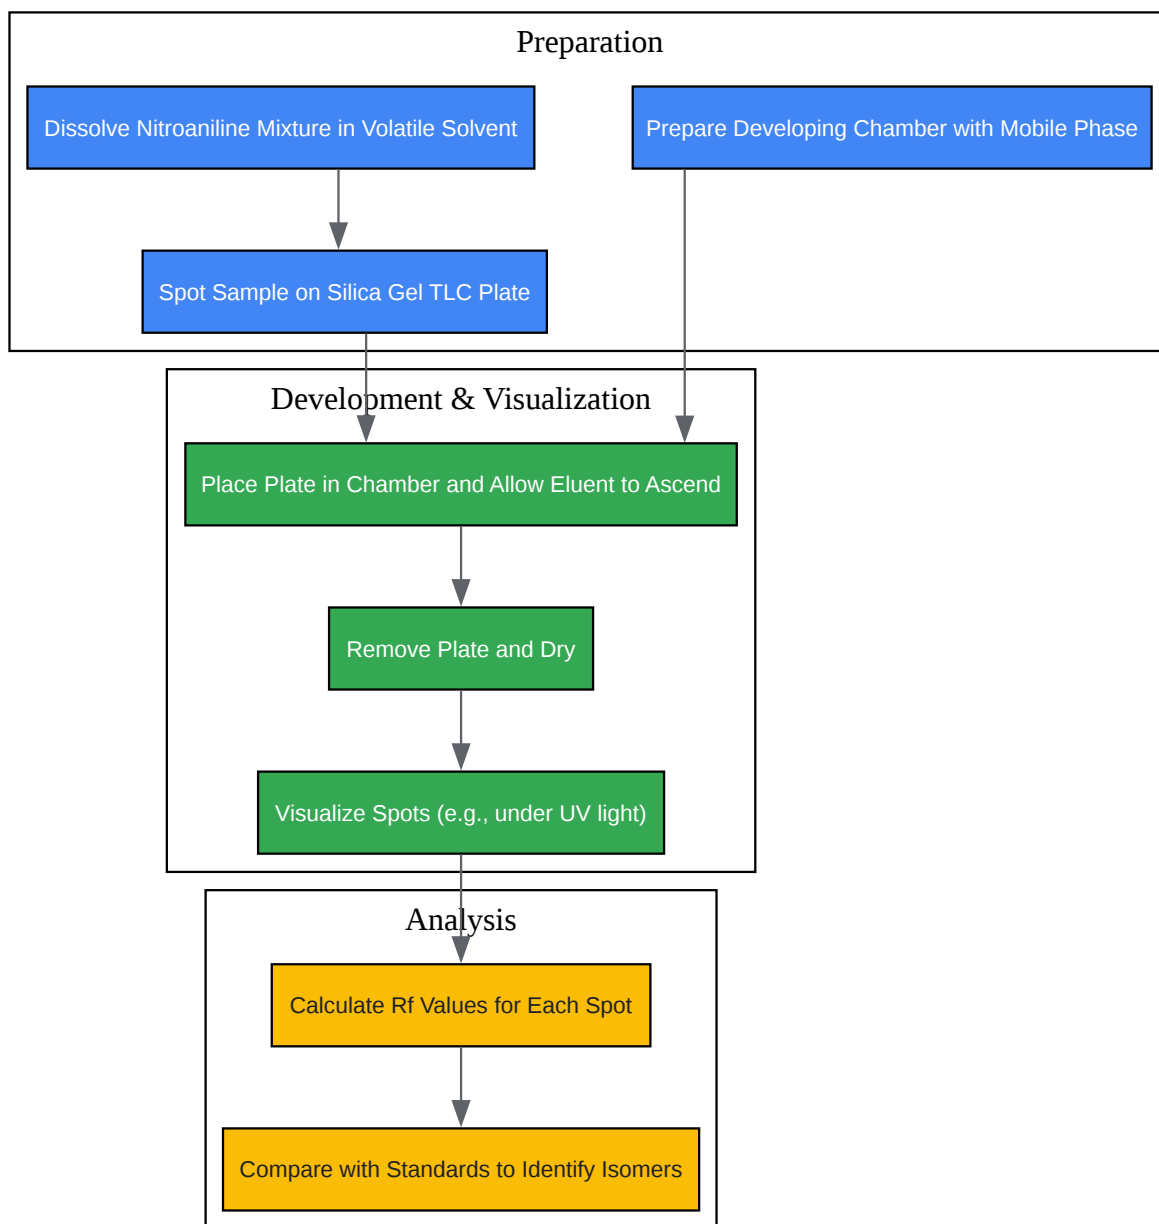 Preparation
Dissolve Nitroaniline Mixture in Volatile Solvent
Prepare Developing Chamber with Mobile Phase
Spot Sample on Silica Gel TLC Plate
Development & Visualization
Place Plate in Chamber and Allow Eluent to Ascend
Remove Plate and Dry
Visualize Spots (e.g., under UV light)
Analysis
Calculate Rf Values for Each Spot
Compare with Standards to Identify Isomers